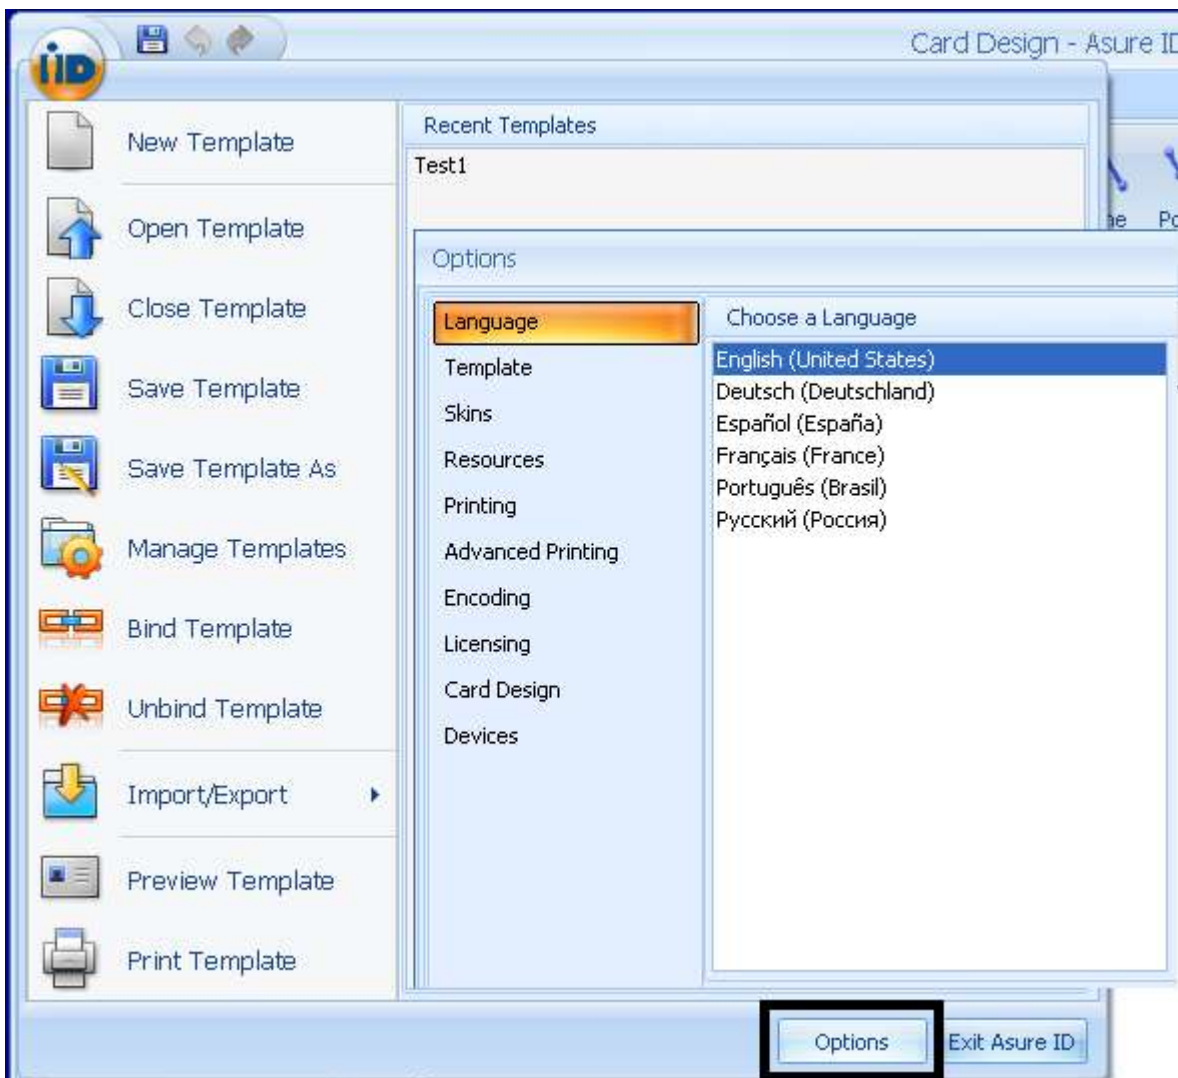 Card Design - Asure ID
iID
New Template
Open Template
Close Template
Save Template
Save Template As
Manage Templates
Bind Template
Unbind Template
Import/Export
Preview Template
Print Template
Recent Templates
Test1
Options
Language
Template
Skins
Resources
Printing
Advanced Printing
Encoding
Licensing
Card Design
Devices
Choose a Language
English (United States)
Deutsch (Deutschland)
Español (España)
Français (France)
Português (Brasil)
Русский (Россия)
Options
Exit Asure ID